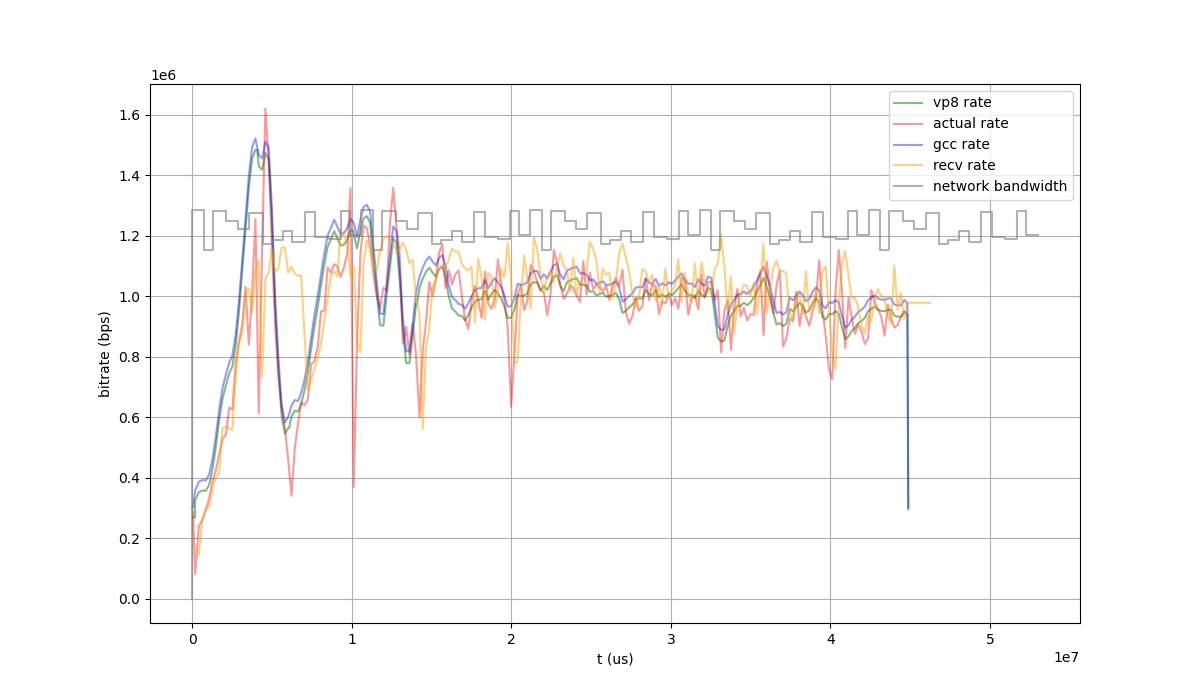 1e6
1.6
1.4
1.2
1.0
0.8
0.6
0.4
0.2
0.0
bitrate (bps)
vp8 rate
actual rate
gcc rate
recv rate
network bandwidth
0 1 2 3 4 5
t (us)
1e7